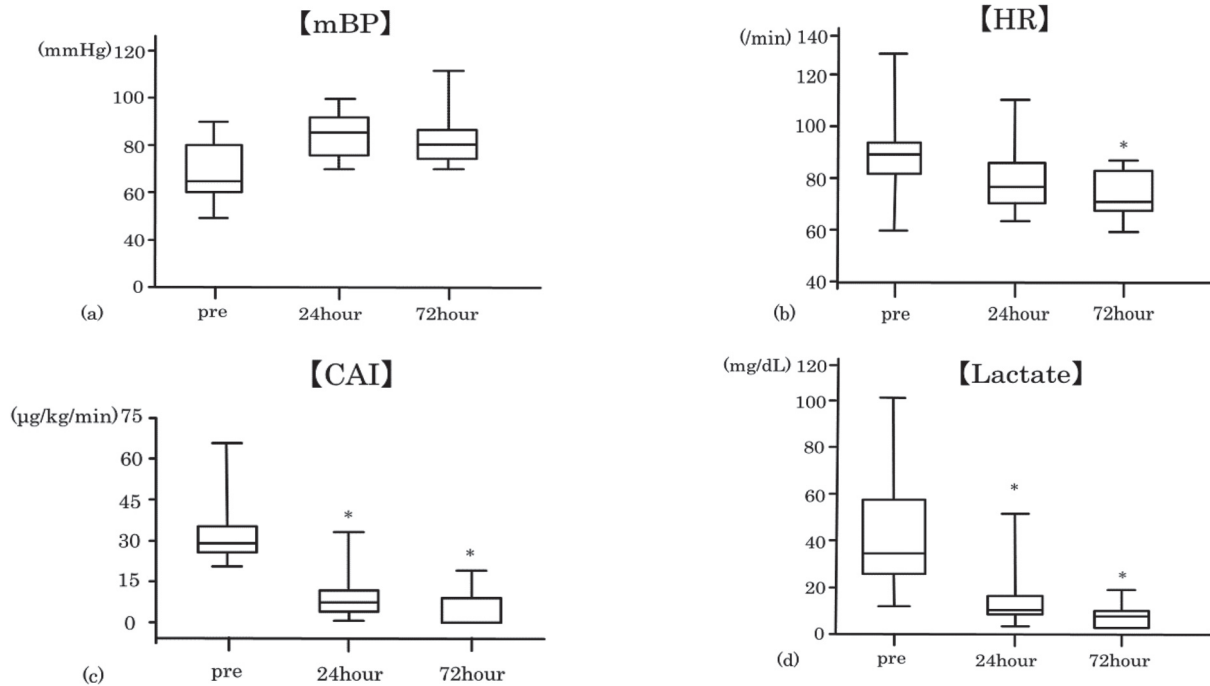 【mBP】
(mmHg)
120
100
80
60
40
0
pre
24hour
72hour
(a)
【HR】
(/min)
140
120
100
80
60
40
pre
24hour
72hour
*
(b)
【CAI】
(µg/kg/min)
75
60
45
30
15
0
pre
24hour
72hour
*
*
(c)
【Lactate】
(mg/dL)
120
100
80
60
40
20
0
pre
24hour
72hour
*
*
(d)